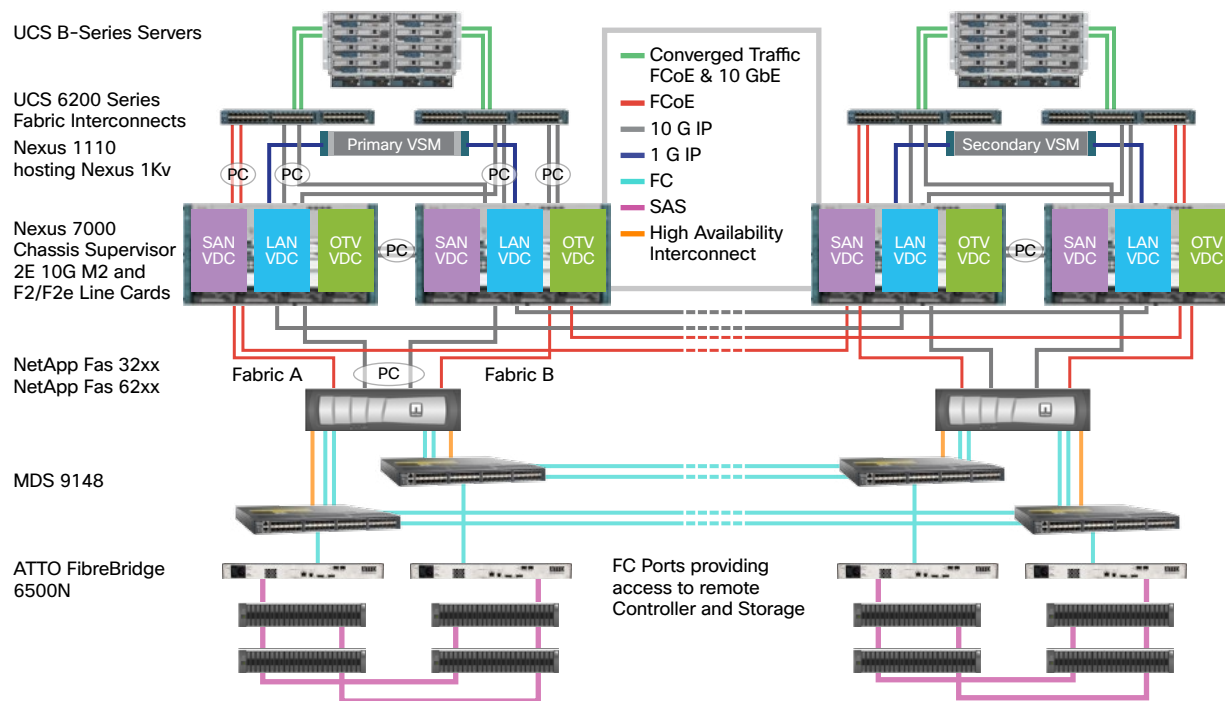 UCS B-Series Servers
UCS 6200 Series
Fabric Interconnects
Nexus 1110
hosting Nexus 1Kv
Primary VSM
Secondary VSM
PC
PC
PC
PC
Converged Traffic
FCoE & 10 GbE
FCoE
10 G IP
1 G IP
FC
SAS
High Availability
Interconnect
Nexus 7000
Chassis Supervisor
2E 10G M2 and
F2/F2e Line Cards
SAN
VDC
LAN
VDC
OTV
VDC
PC
SAN
VDC
LAN
VDC
OTV
VDC
SAN
VDC
LAN
VDC
OTV
VDC
PC
SAN
VDC
LAN
VDC
OTV
VDC
NetApp Fas 32xx
NetApp Fas 62xx
Fabric A
PC
Fabric B
MDS 9148
ATTO FibreBridge
6500N
FC Ports providing
access to remote
Controller and Storage